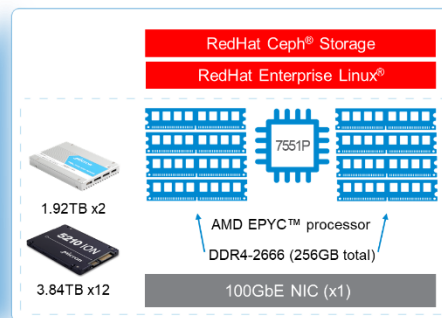 RedHat Ceph® Storage
RedHat Enterprise Linux®
7551P
1.92TB x2
AMD EPYC™ processor
DDR4-2666 (256GB total)
5210 ION
Micron
3.84TB x12
100GbE NIC (x1)